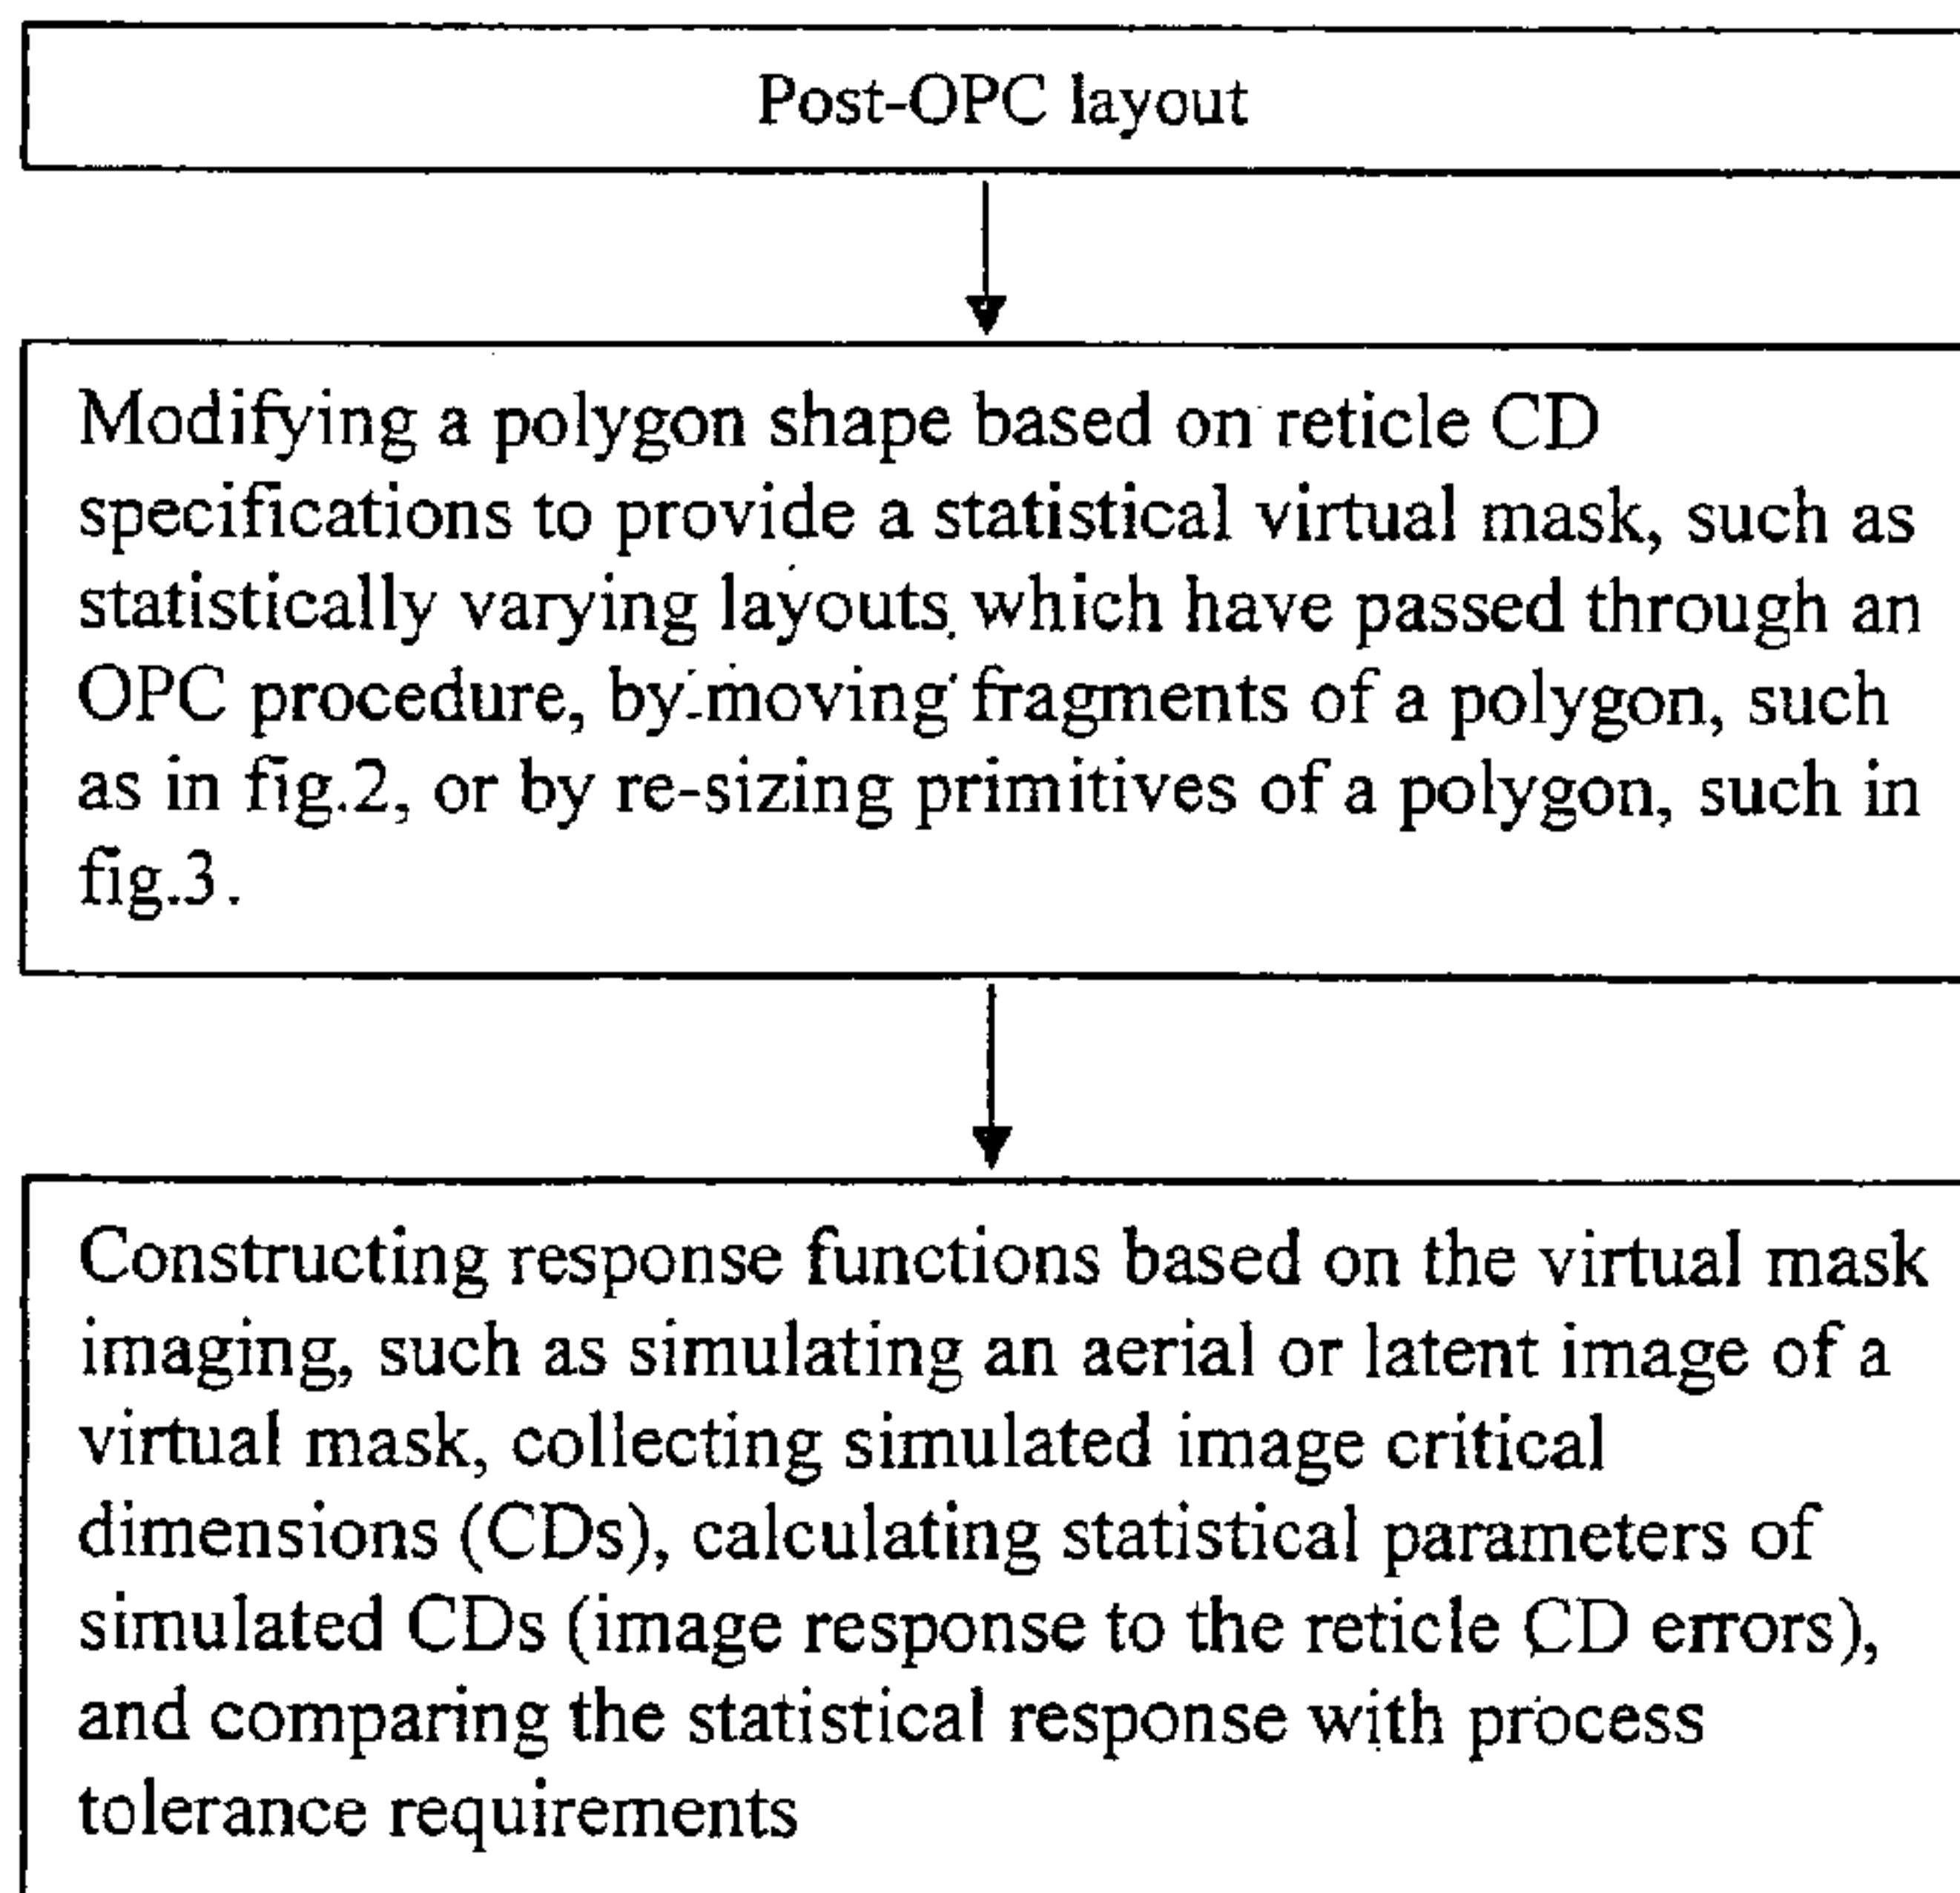 Post-OPC layout
Modifying a polygon shape based on reticle CD
specifications to provide a statistical virtual mask, such as
statistically varying layouts which have passed through an
OPC procedure, by moving fragments of a polygon, such
as in fig.2, or by re-sizing primitives of a polygon, such in
fig.3.
Constructing response functions based on the virtual mask
imaging, such as simulating an aerial or latent image of a
virtual mask, collecting simulated image critical
dimensions (CDs), calculating statistical parameters of
simulated CDs (image response to the reticle CD errors),
and comparing the statistical response with process
tolerance requirements